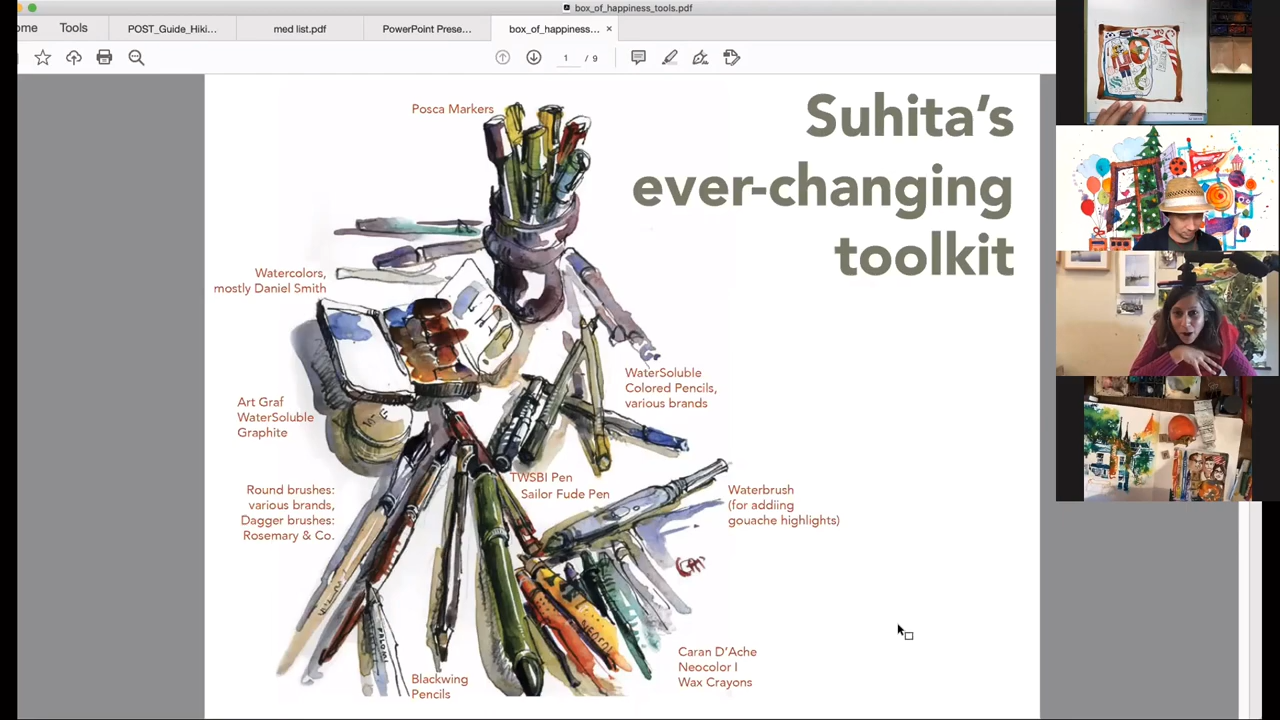 box_of_happiness_tools.pdf
ome
Tools
POST_Guide_Hiki...
med list.pdf
PowerPoint Prese...
box_of_happiness... ×
1 / 9
Suhita's
ever-changing
toolkit
Posca Markers
Watercolors,
mostly Daniel Smith
WaterSoluble
Colored Pencils,
various brands
Art Graf
WaterSoluble
Graphite
TWSBI Pen
Sailor Fude Pen
Round brushes:
various brands,
Dagger brushes:
Rosemary & Co.
Waterbrush
(for addiing
gouache highlights)
Caran D'Ache
Neocolor I
Wax Crayons
Blackwing
Pencils